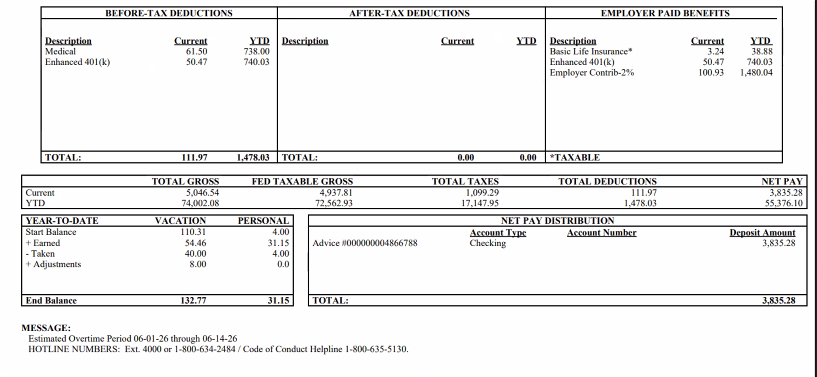 BEFORE-TAX DEDUCTIONS AFTER-TAX DEDUCTIONS EMPLOYER PAID BENEFITS
Description Current YTD Description Current YTD Description Current YTD
Medical 61.50 738.00 Basic Life Insurance* 3.24 38.88
Enhanced 401(k) 50.47 740.03 Enhanced 401(k) 50.47 740.03
Employer Contrib-2% 100.93 1,480.04
TOTAL: 111.97 1,478.03 TOTAL: 0.00 0.00 *TAXABLE
TOTAL GROSS FED TAXABLE GROSS TOTAL TAXES TOTAL DEDUCTIONS NET PAY
Current 5,046.54 4,937.81 1,099.29 111.97 3,835.28
YTD 74,002.08 72,562.93 17,147.95 1,478.03 55,376.10
YEAR-TO-DATE VACATION PERSONAL NET PAY DISTRIBUTION
Start Balance 110.31 4.00 Account Type Account Number Deposit Amount
+ Earned 54.46 31.15 Advice #000000004866788 Checking 3,835.28
- Taken 40.00 4.00
+ Adjustments 8.00 0.0
End Balance 132.77 31.15 TOTAL: 3,835.28
MESSAGE:
Estimated Overtime Period 06-01-26 through 06-14-26
HOTLINE NUMBERS: Ext. 4000 or 1-800-634-2484 / Code of Conduct Helpline 1-800-635-5130.